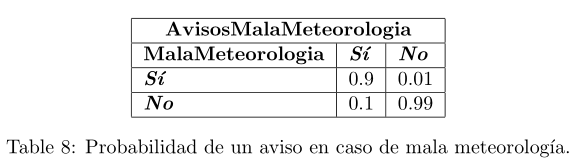 AvisosMalaMeteorologia
MalaMeteorologia Sí No
Sí 0.9 0.01
No 0.1 0.99
Table 8: Probabilidad de un aviso en caso de mala meteorología.